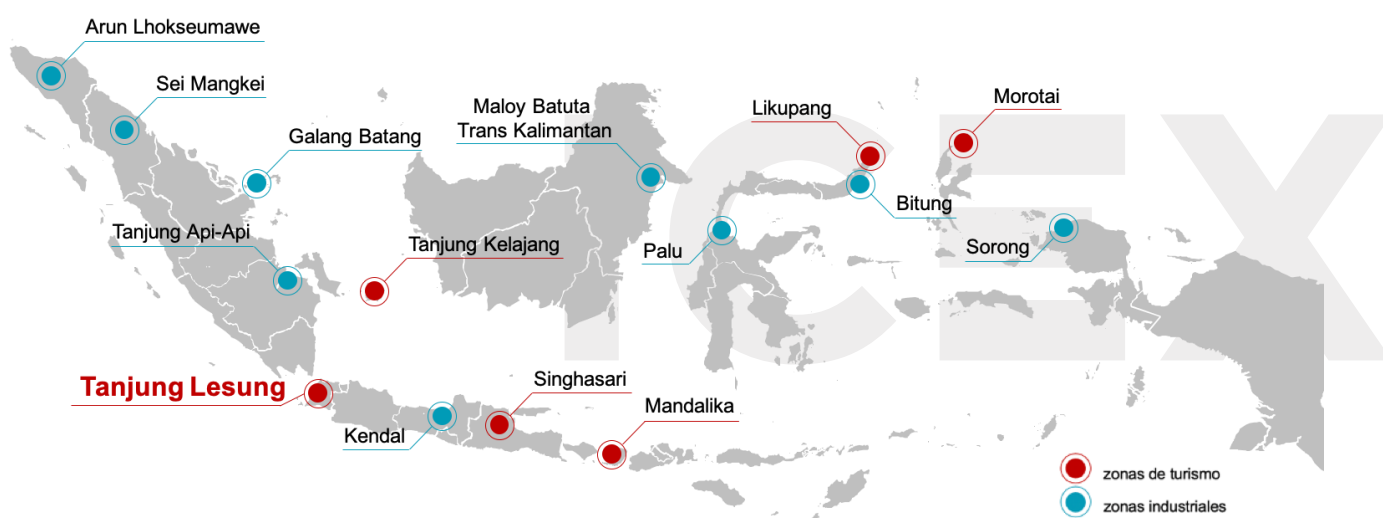 Arun Lhokseumawe
Sei Mangkei
Galang Batang
Maloy Batuta
Trans Kalimantan
Likupang
Morotai
Tanjung Api-Api
Tanjung Kelajang
Palu
Bitung
Sorong
Tanjung Lesung
Kendal
Singhasari
Mandalika
zonas de turismo
zonas industriales
ICEX